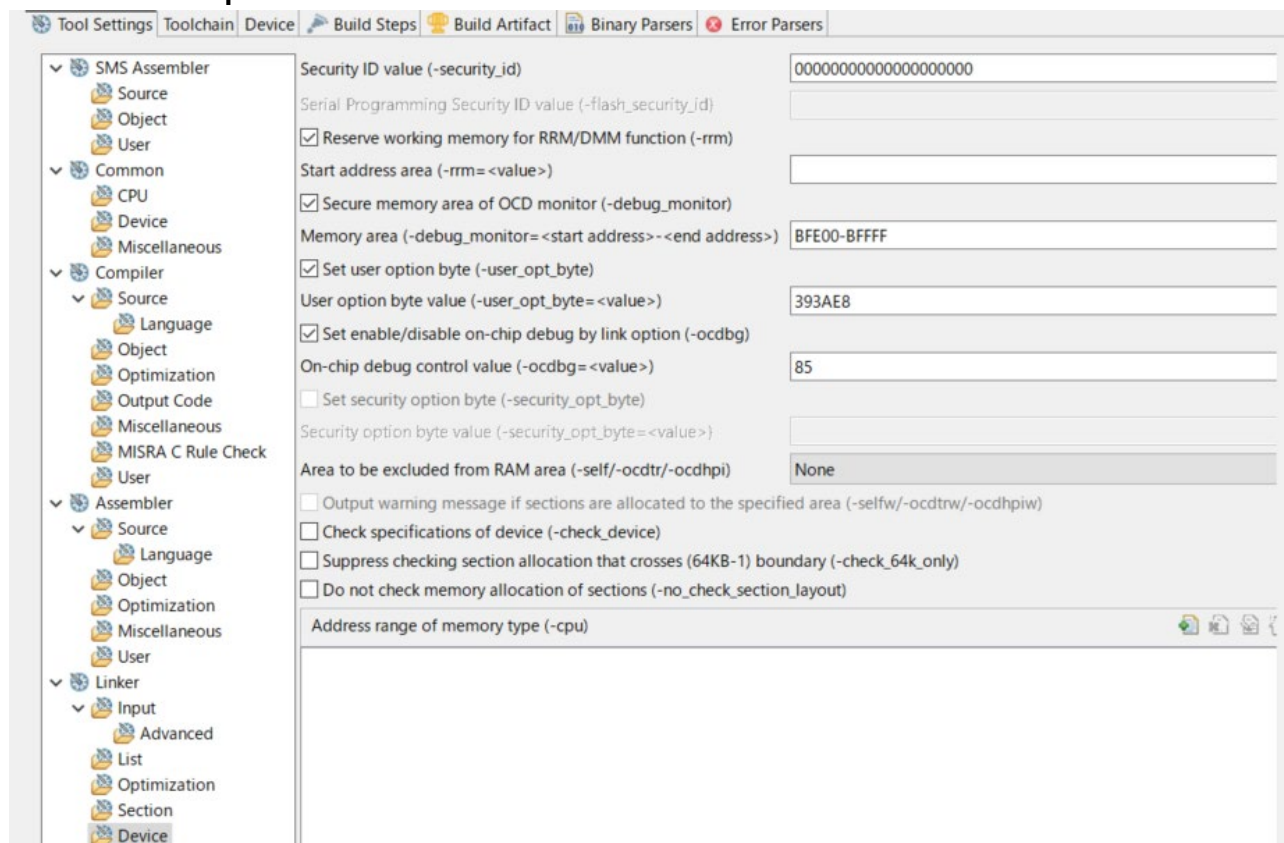 Tool Settings Toolchain Device Build Steps Build Artifact Binary Parsers Error Parsers
SMS Assembler
Source
Object
User
Common
CPU
Device
Miscellaneous
Compiler
Source
Language
Object
Optimization
Output Code
Miscellaneous
MISRA C Rule Check
User
Assembler
Source
Language
Object
Optimization
Miscellaneous
User
Linker
Input
Advanced
List
Optimization
Section
Device
Security ID value (-security_id) 00000000000000000000
Serial Programming Security ID value (-flash_security_id)
Reserve working memory for RRM/DMM function (-rrm)
Start address area (-rrm=<value>)
Secure memory area of OCD monitor (-debug_monitor)
Memory area (-debug_monitor=<start address>-<end address>) BFE00-BFFFF
Set user option byte (-user_opt_byte)
User option byte value (-user_opt_byte=<value>) 393AE8
Set enable/disable on-chip debug by link option (-ocdbg)
On-chip debug control value (-ocdbg=<value>) 85
Set security option byte (-security_opt_byte)
Security option byte value (-security_opt_byte=<value>)
Area to be excluded from RAM area (-self/-ocdtr/-ocdhpi) None
Output warning message if sections are allocated to the specified area (-selfw/-ocdtrw/-ocdhpiw)
Check specifications of device (-check_device)
Suppress checking section allocation that crosses (64KB-1) boundary (-check_64k_only)
Do not check memory allocation of sections (-no_check_section_layout)
Address range of memory type (-cpu)